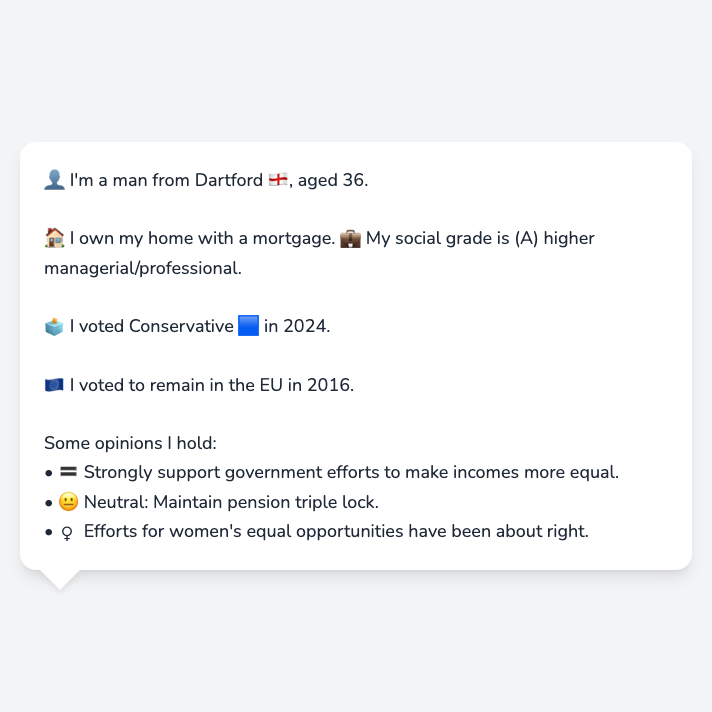 👤 I'm a man from Dartford 🏴󠁧󠁢󠁥󠁮󠁧󠁿, aged 36.
🏠 I own my home with a mortgage. 💼 My social grade is (A) higher
managerial/professional.
🗳️ I voted Conservative 🟦 in 2024.
🇪🇺 I voted to remain in the EU in 2016.
Some opinions I hold:
• 🟰 Strongly support government efforts to make incomes more equal.
• 😐 Neutral: Maintain pension triple lock.
• ♀ Efforts for women's equal opportunities have been about right.